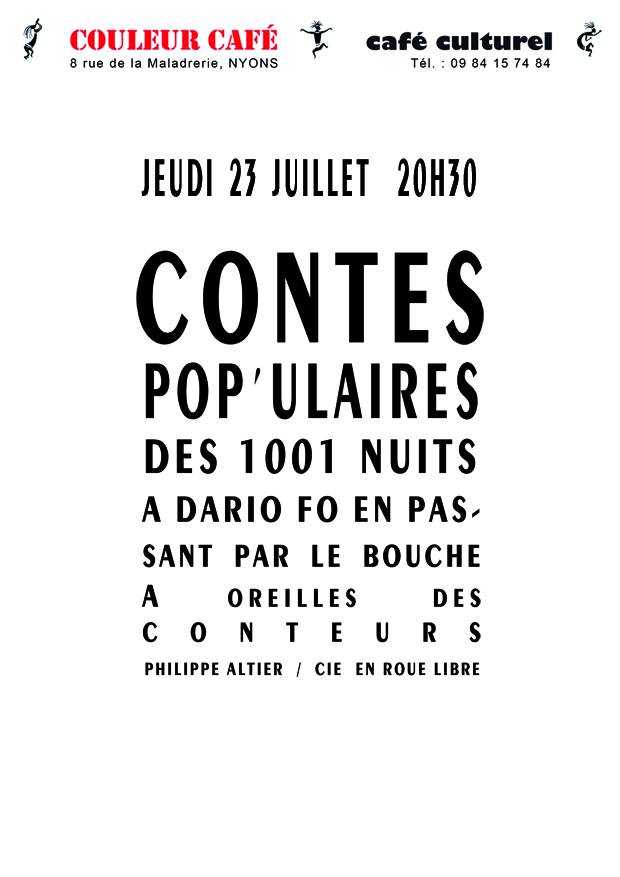 COULEUR CAFÉ
8 rue de la Maladrerie, NYONS
café culturel
Tél. : 09 84 15 74 84
JEUDI 23 JUILLET 20H30
CONTES
POP'ULAIRES
DES 1001 NUITS
A DARIO FO EN PAS-
SANT PAR LE BOUCHE
A OREILLES DES
CONTEURS
PHILIPPE ALTIER / CIE EN ROUE LIBRE